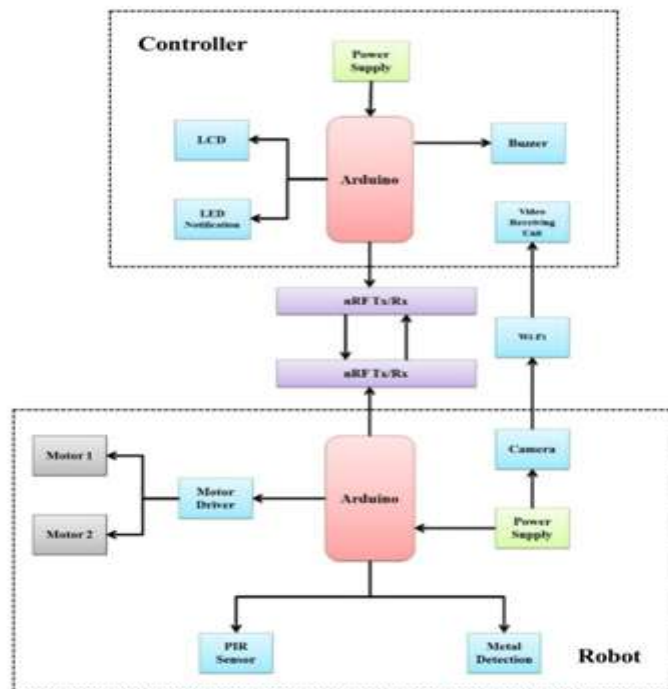 Controller
Power
Supply
LCD
Arduino
Buzzer
LED
Notification
Video
Receiving
Unit
nRF Tx/Rx
Wi-Fi
nRF Tx/Rx
Motor 1
Camera
Motor
Driver
Arduino
Motor 2
Power
Supply
PIR
Sensor
Metal
Detection
Robot